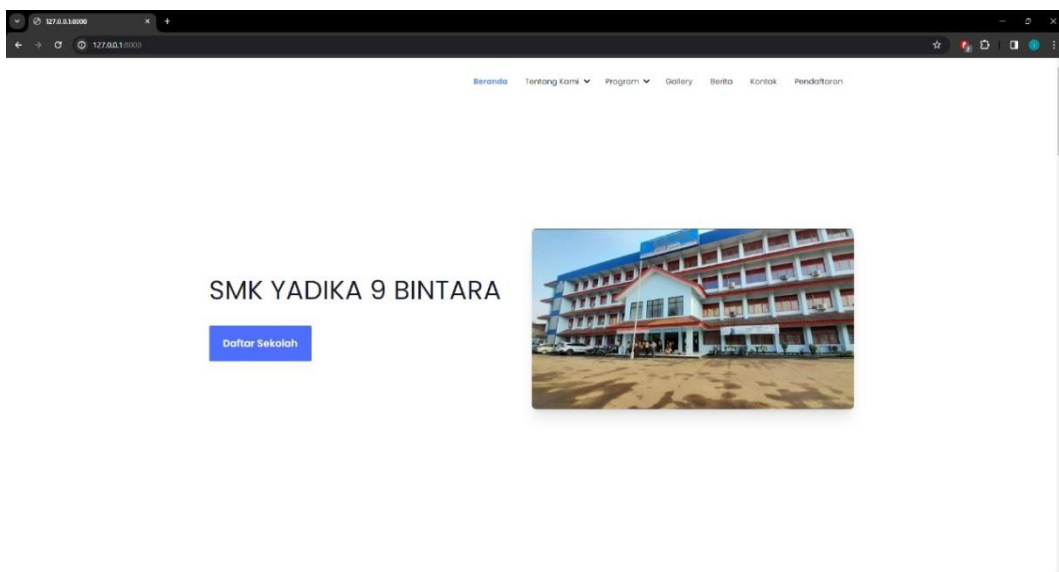 127.0.0.1:8000
127.0.0.1:8000
Beranda Tentang Kami Program Gallery Berita Kontak Pendaftaran
SMK YADIKA 9 BINTARA
Daftar Sekolah